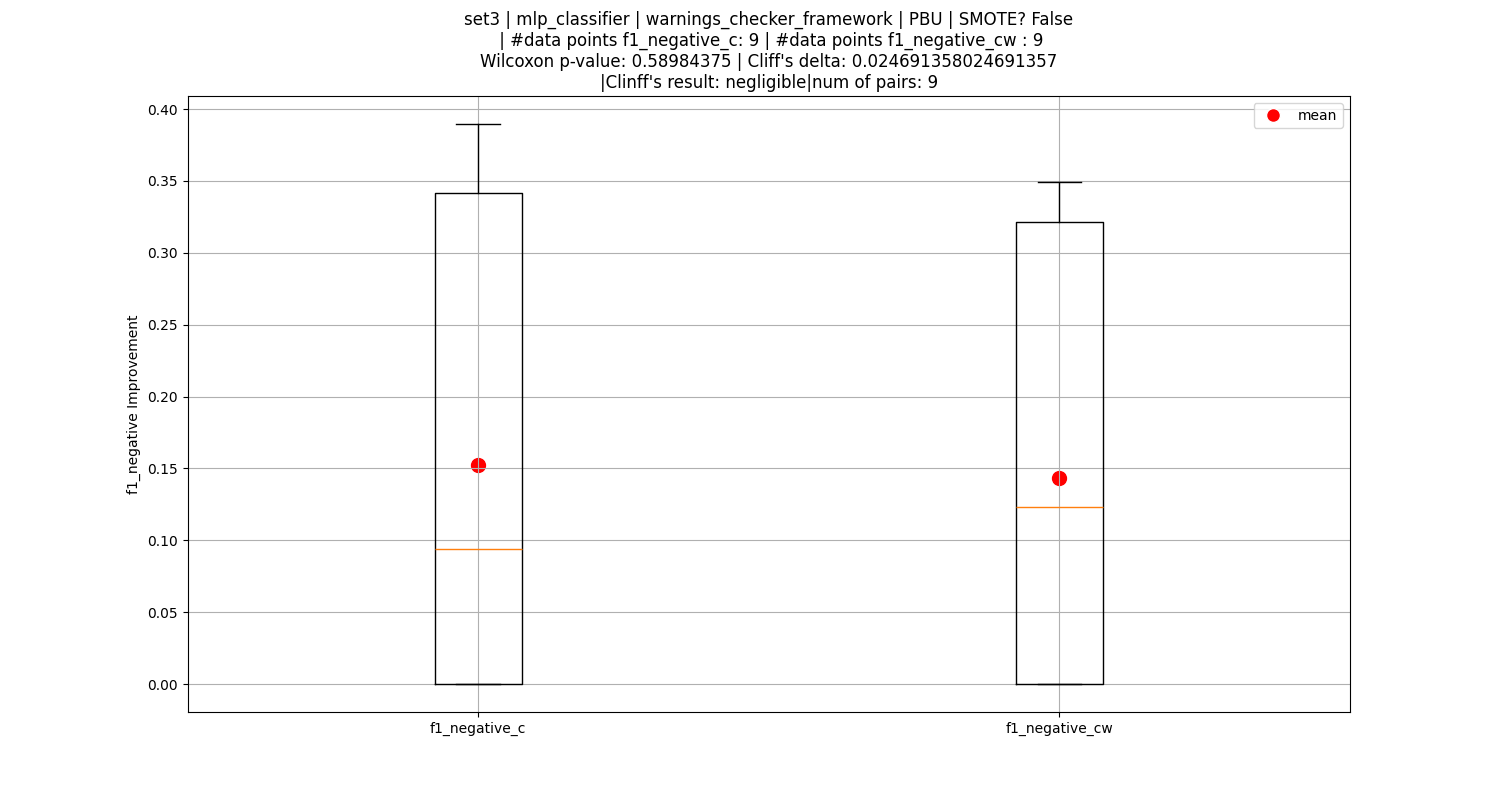 set3 | mlp_classifier | warnings_checker_framework | PBU | SMOTE? False
| #data points f1_negative_c: 9 | #data points f1_negative_cw : 9
Wilcoxon p-value: 0.58984375 | Cliff's delta: 0.024691358024691357
|Clinff's result: negligible|num of pairs: 9
mean
0.40
0.35
0.30
0.25
0.20
0.15
0.10
0.05
0.00
f1_negative Improvement
f1_negative_c
f1_negative_cw